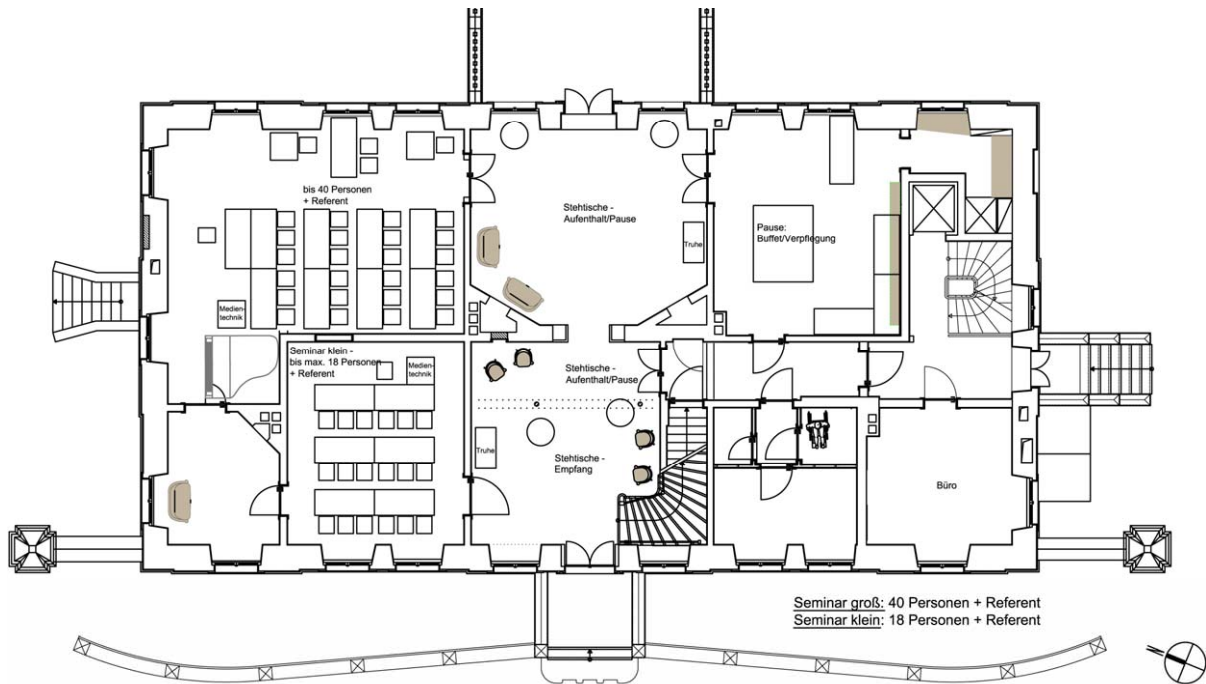 bis 40 Personen
+ Referent
Medien-
technik
Stehtische -
Aufenthalt/Pause
Truhe
Pause:
Buffet/Verpflegung
Seminar klein -
bis max. 18 Personen
+ Referent
Medien-
technik
Stehtische -
Aufenthalt/Pause
Truhe
Stehtische -
Empfang
Büro
Seminar groß: 40 Personen + Referent
Seminar klein: 18 Personen + Referent
N